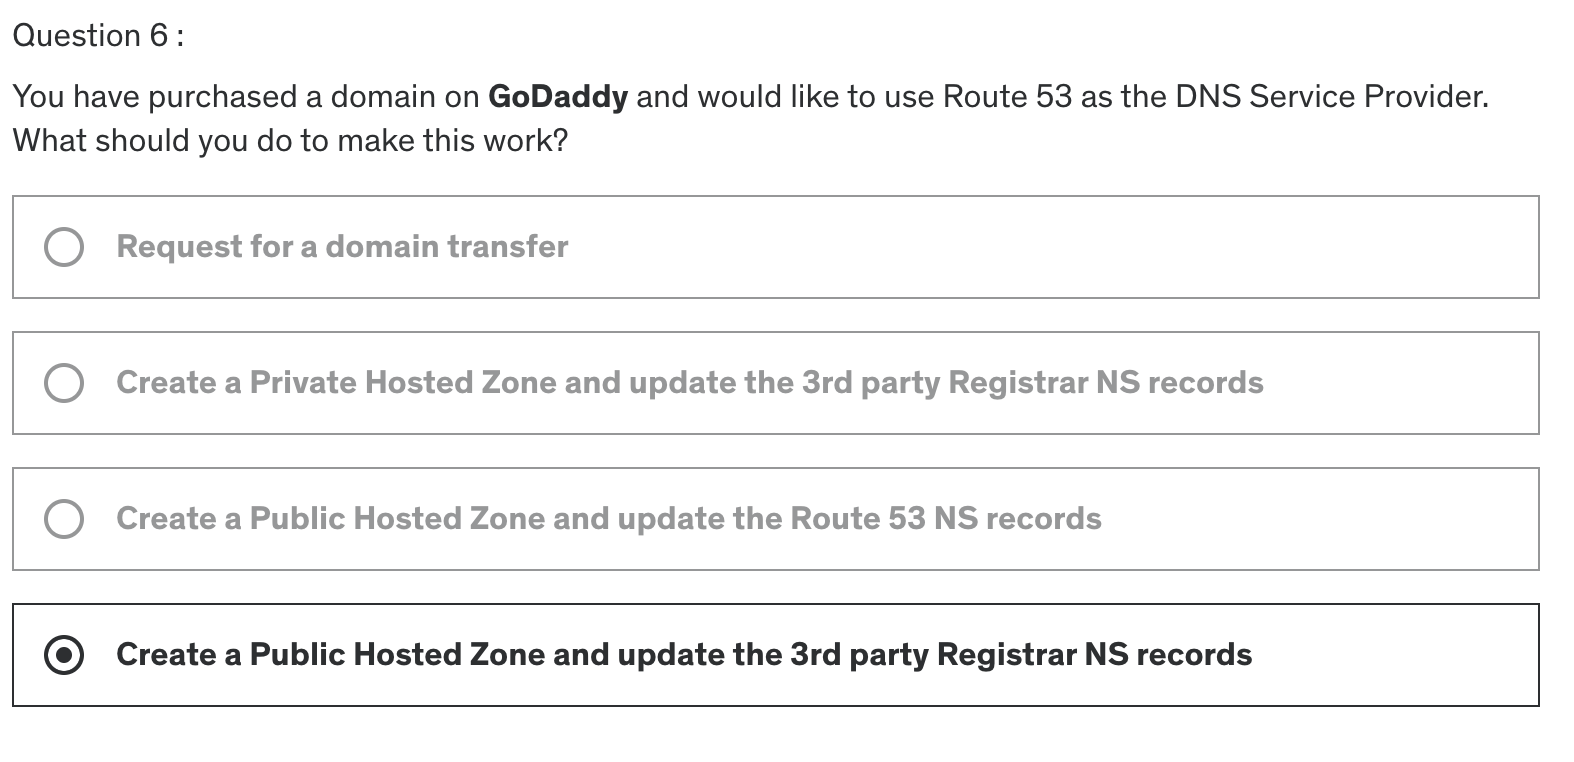 Question 6 :
You have purchased a domain on GoDaddy and would like to use Route 53 as the DNS Service Provider.
What should you do to make this work?
Request for a domain transfer
Create a Private Hosted Zone and update the 3rd party Registrar NS records
Create a Public Hosted Zone and update the Route 53 NS records
Create a Public Hosted Zone and update the 3rd party Registrar NS records